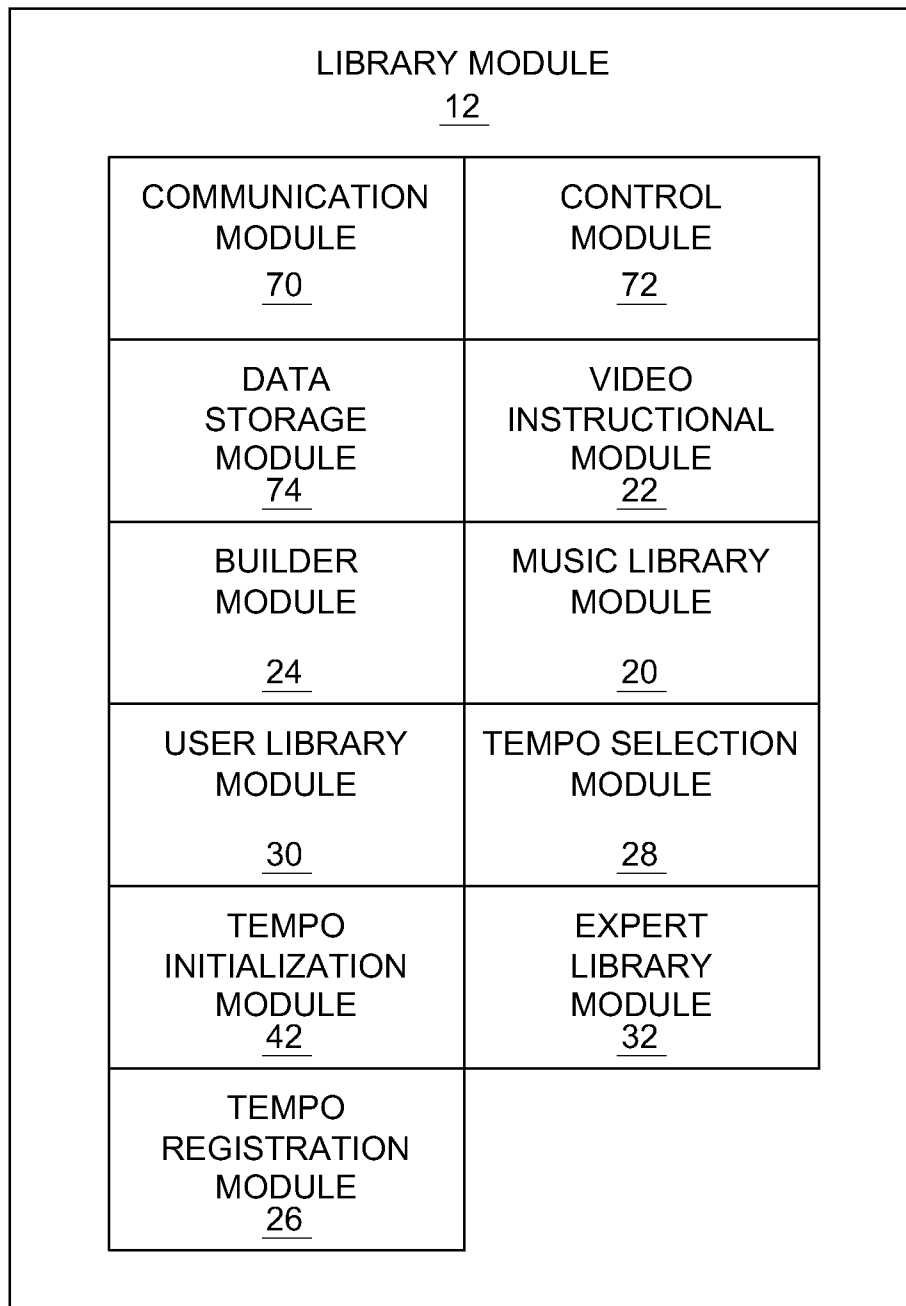 LIBRARY MODULE
12
COMMUNICATION
MODULE
70
CONTROL
MODULE
72
DATA
STORAGE
MODULE
74
VIDEO
INSTRUCTIONAL
MODULE
22
BUILDER
MODULE
24
MUSIC LIBRARY
MODULE
20
USER LIBRARY
MODULE
30
TEMPO SELECTION
MODULE
28
TEMPO
INITIALIZATION
MODULE
42
EXPERT
LIBRARY
MODULE
32
TEMPO
REGISTRATION
MODULE
26